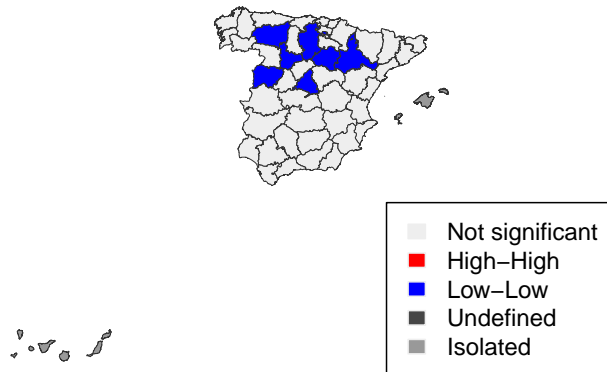 Not significant
High−High
Low−Low
Undefined
Isolated